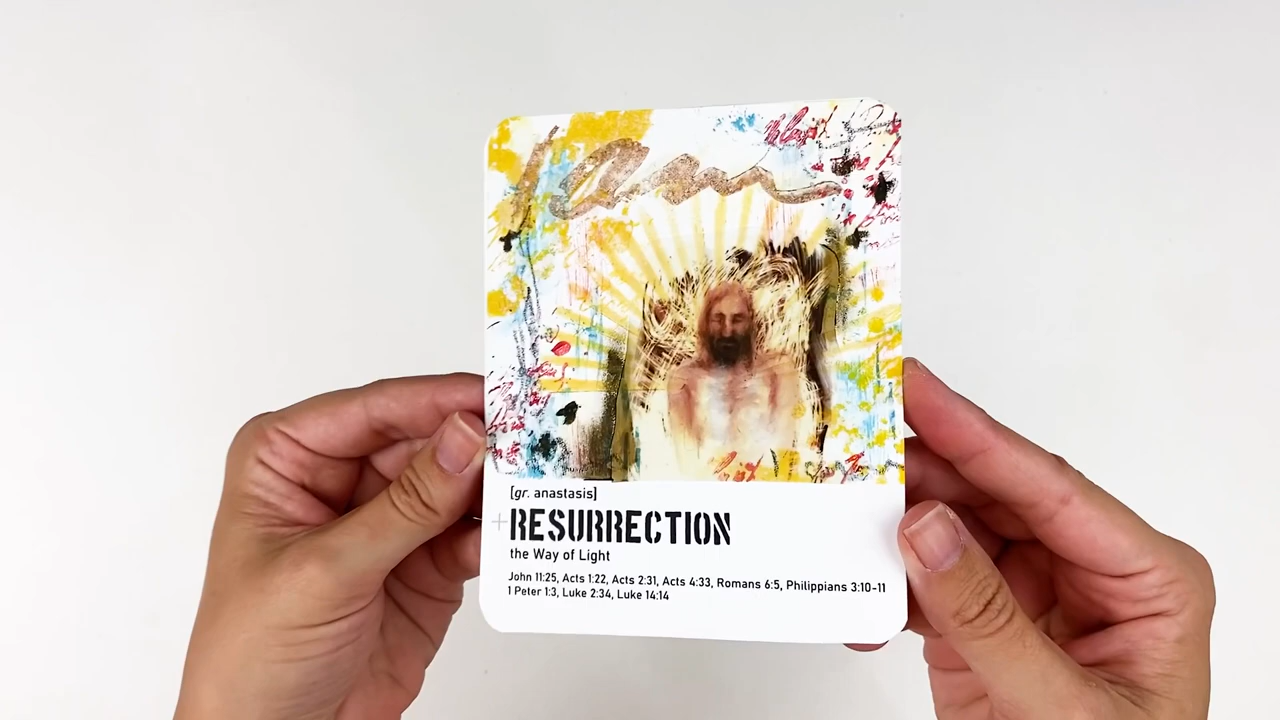 I am
[gr. anastasis]
RESURRECTION
the Way of Light
John 11:25, Acts 1:22, Acts 2:31, Acts 4:33, Romans 6:5, Philippians 3:10-11
1 Peter 1:3, Luke 2:34, Luke 14:14